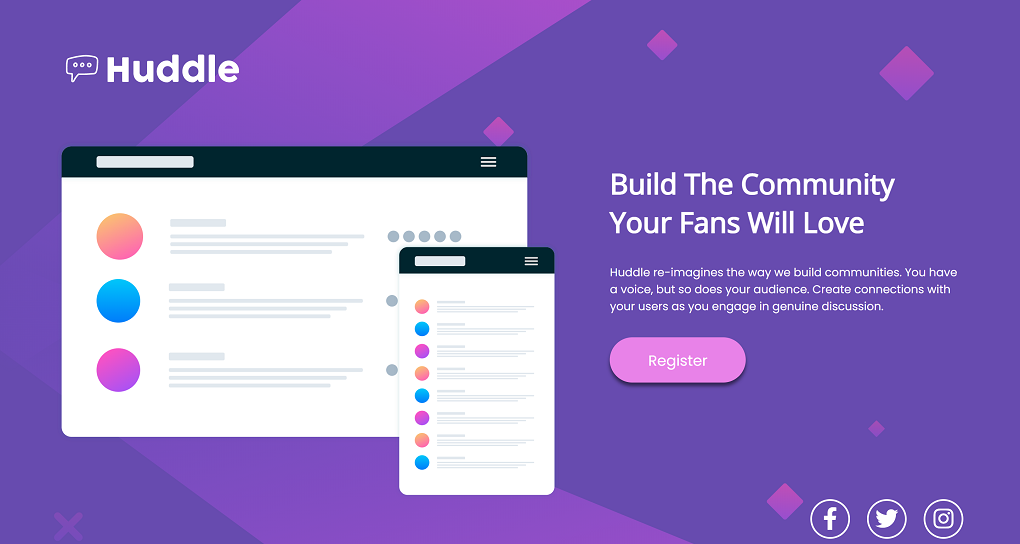 Huddle
Build The Community
Your Fans Will Love
Huddle re-imagines the way we build communities. You have
a voice, but so does your audience. Create connections with
your users as you engage in genuine discussion.
Register